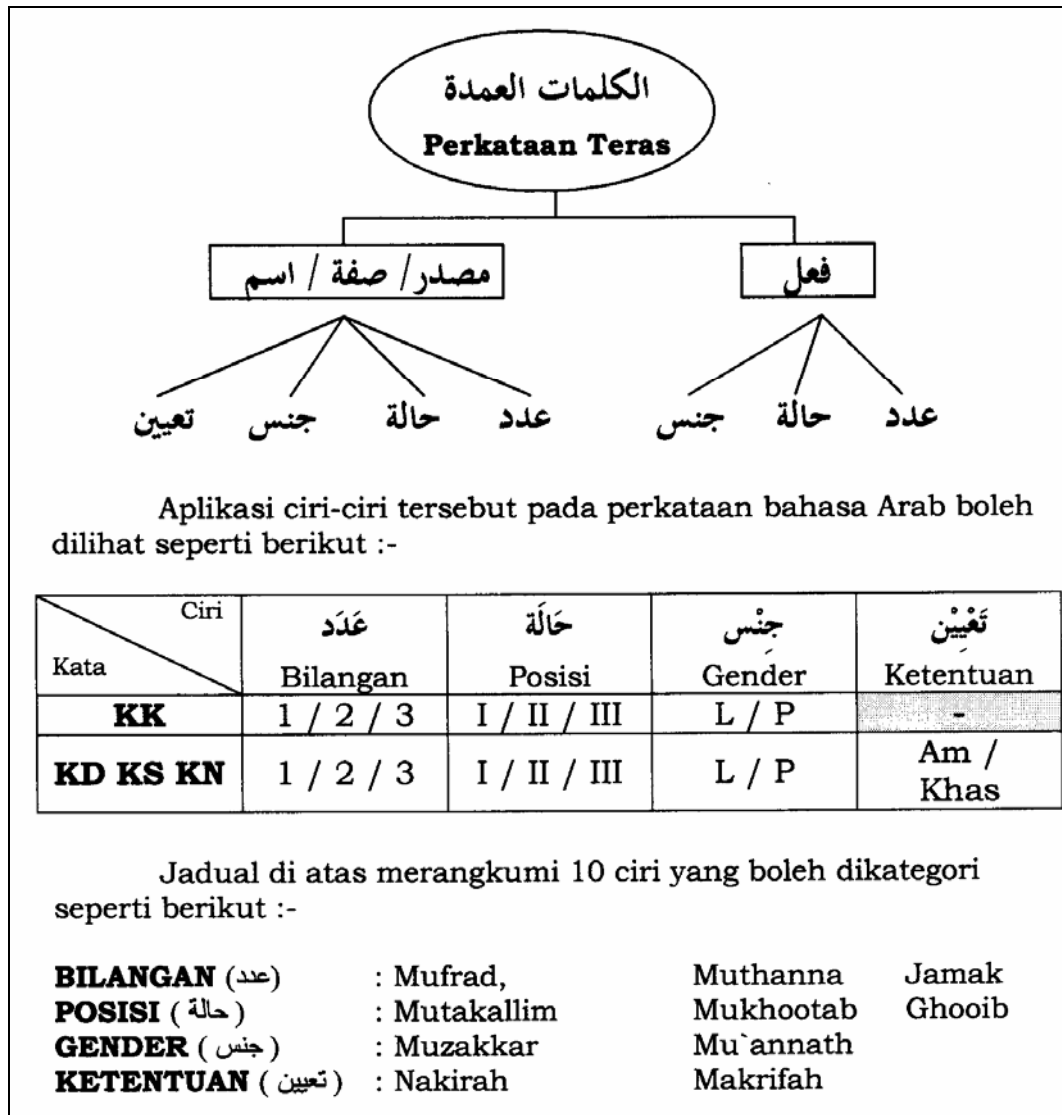 الكلمات العمدة
Perkataan Teras
مصدر/ صفة / اسم
فعل
تعيين جنس حالة عدد
جنس حالة عدد
Aplikasi ciri-ciri tersebut pada perkataan bahasa Arab boleh
dilihat seperti berikut :-
Ciri
Kata
عَدَد
Bilangan
حَالَة
Posisi
جِنْس
Gender
تَعْيِيْن
Ketentuan
KK 1 / 2 / 3 I / II / III L / P -
KD KS KN 1 / 2 / 3 I / II / III L / P Am /
Khas
Jadual di atas merangkumi 10 ciri yang boleh dikategori
seperti berikut :-
BILANGAN (عدد) : Mufrad, Muthanna Jamak
POSISI ( حالة ) : Mutakallim Mukhootab Ghooib
GENDER ( جنس ) : Muzakkar Mu`annath
KETENTUAN ( تعيين ) : Nakirah Makrifah